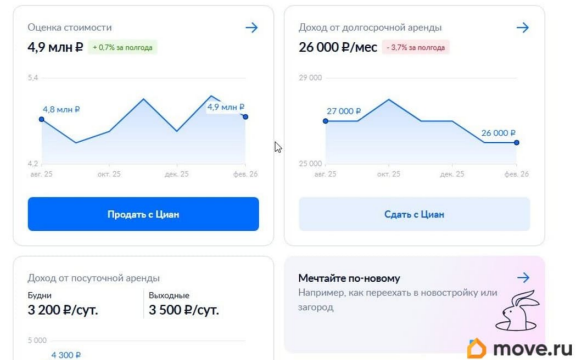 Оценка стоимости
4,9 млн ₽ + 0,7% за полгода
5,4
4,8 млн ₽
4,9 млн ₽
4,2
авг. 25 окт. 25 дек. 25 фев. 26
Продать с Циан
Доход от долгосрочной аренды
26 000 ₽/мес - 3,7% за полгода
29 000
27 000 ₽
26 000 ₽
25 000
авг. 25 окт. 25 дек. 25 фев. 26
Сдать с Циан
Доход от посуточной аренды
Будни Выходные
3 200 ₽/сут. 3 500 ₽/сут.
5 000
4 300 ₽
Мечтайте по-новому
Например, как переехать в новостройку или
загород
move.ru